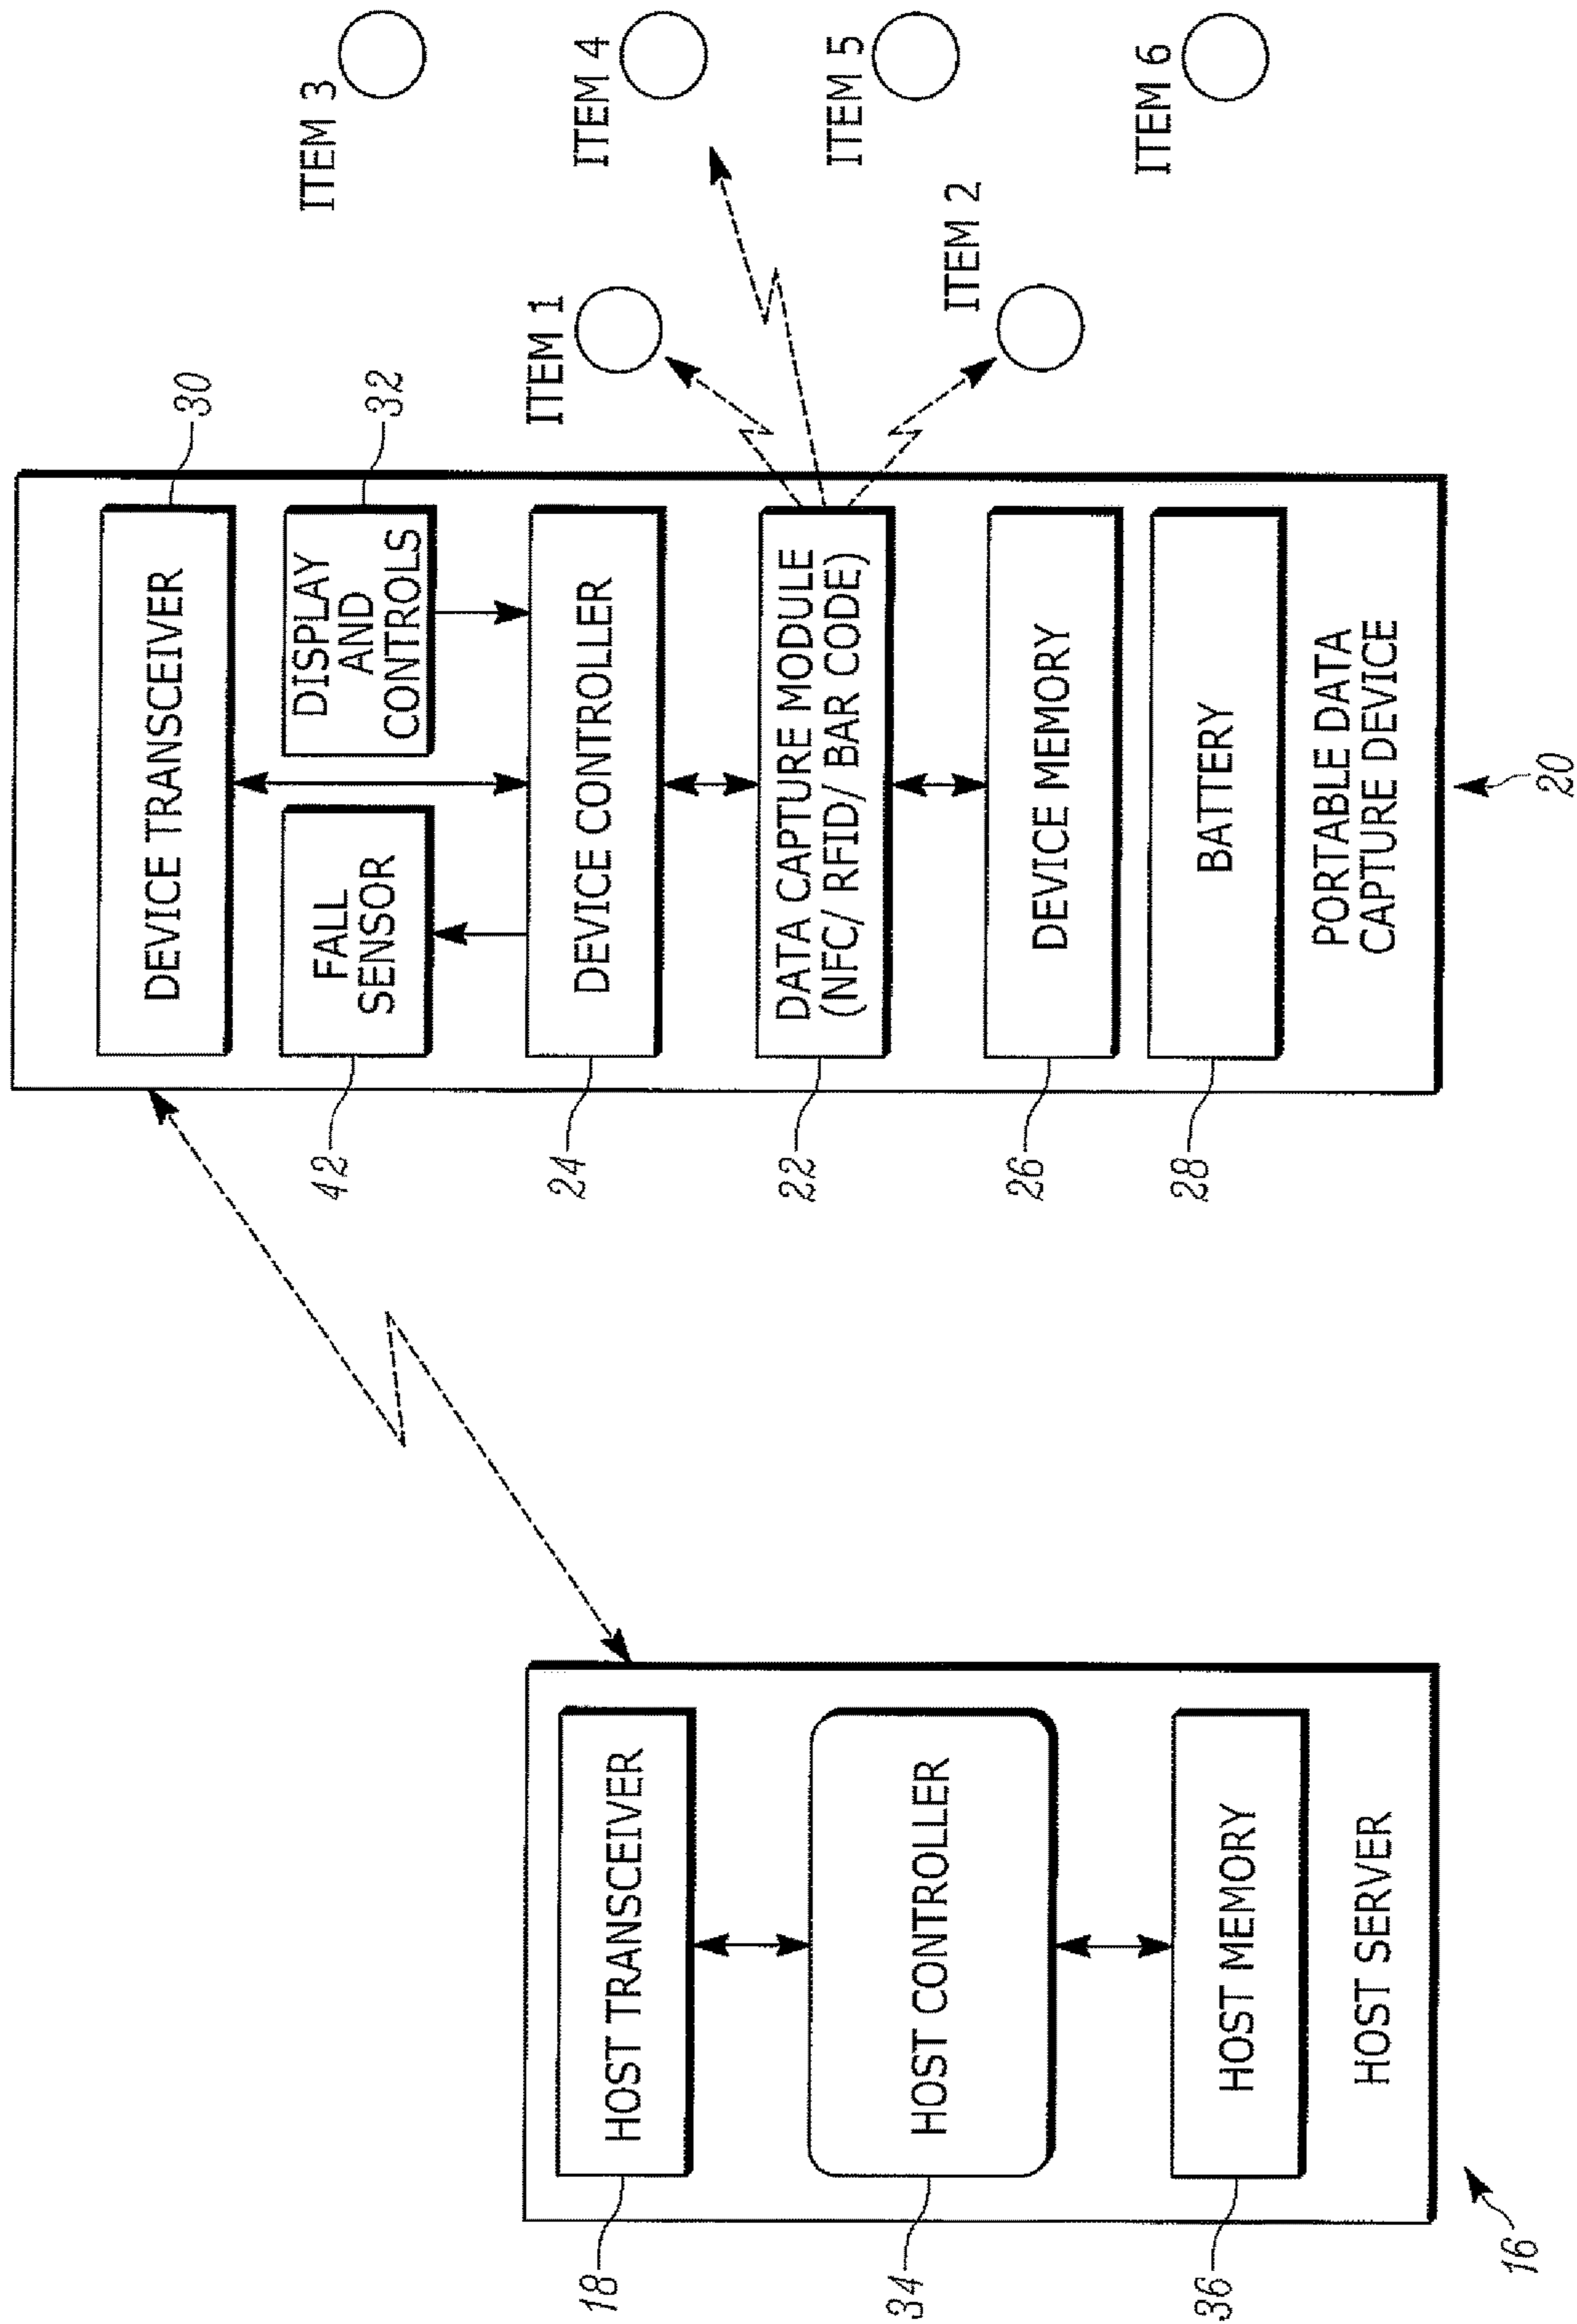 HOST TRANSCEIVER
18
HOST CONTROLLER
34
HOST MEMORY
36
HOST SERVER
16
DEVICE TRANSCEIVER
30
FALL
SENSOR
42
DISPLAY
AND
CONTROLS
32
DEVICE CONTROLLER
24
DATA CAPTURE MODULE
(NFC/ RFID/ BAR CODE)
22
DEVICE MEMORY
26
BATTERY
28
PORTABLE DATA
CAPTURE DEVICE
20
ITEM 1
ITEM 2
ITEM 3
ITEM 4
ITEM 5
ITEM 6